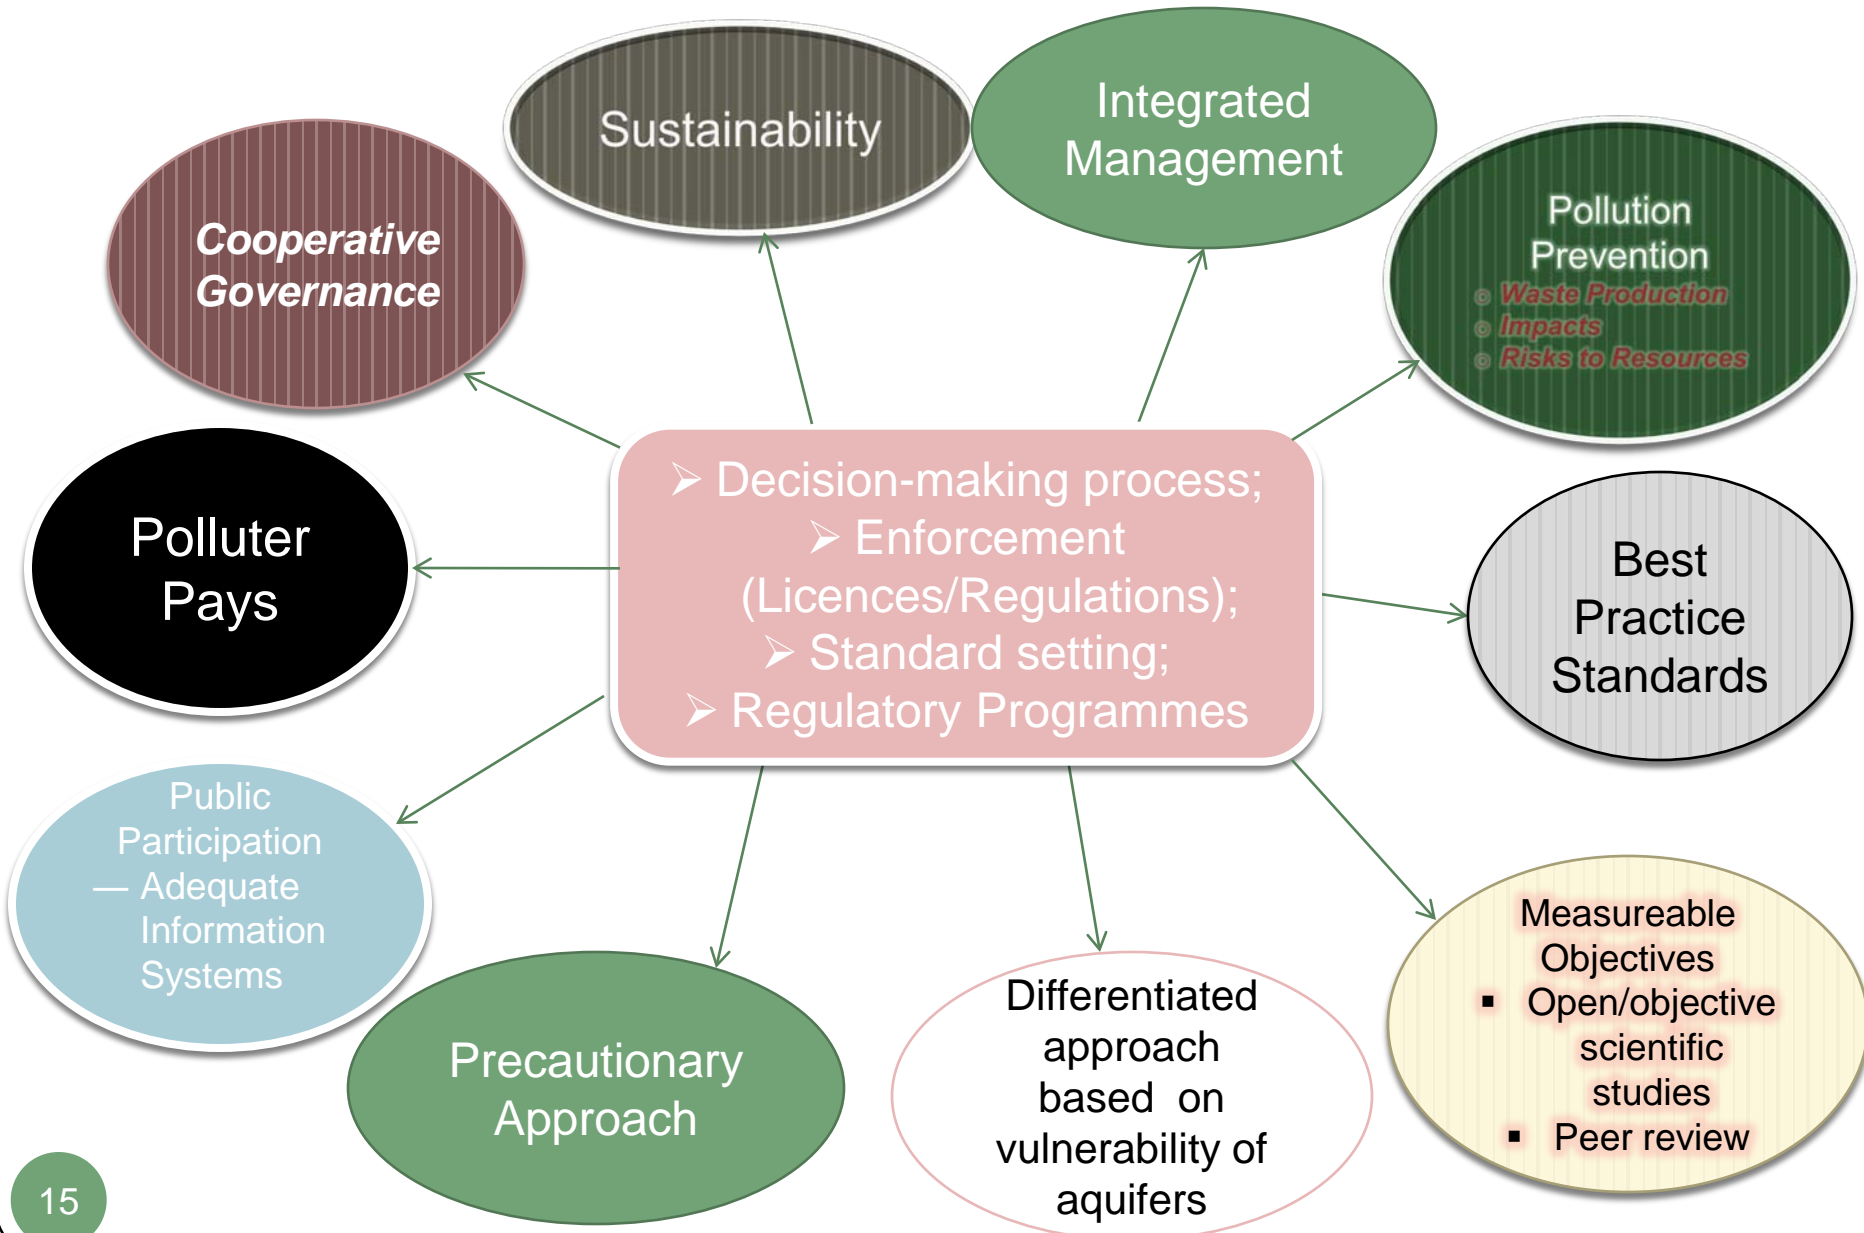 Sustainability
Integrated
Management
Cooperative
Governance
Pollution
Prevention
Waste Production
Impacts
Risks to Resources
Polluter
Pays
➢ Decision-making process;
➢ Enforcement
(Licences/Regulations);
➢ Standard setting;
➢ Regulatory Programmes
Best
Practice
Standards
Public
Participation
— Adequate
Information
Systems
Precautionary
Approach
Differentiated
approach
based on
vulnerability of
aquifers
Measureable
Objectives
▪ Open/objective
scientific
studies
▪ Peer review
15